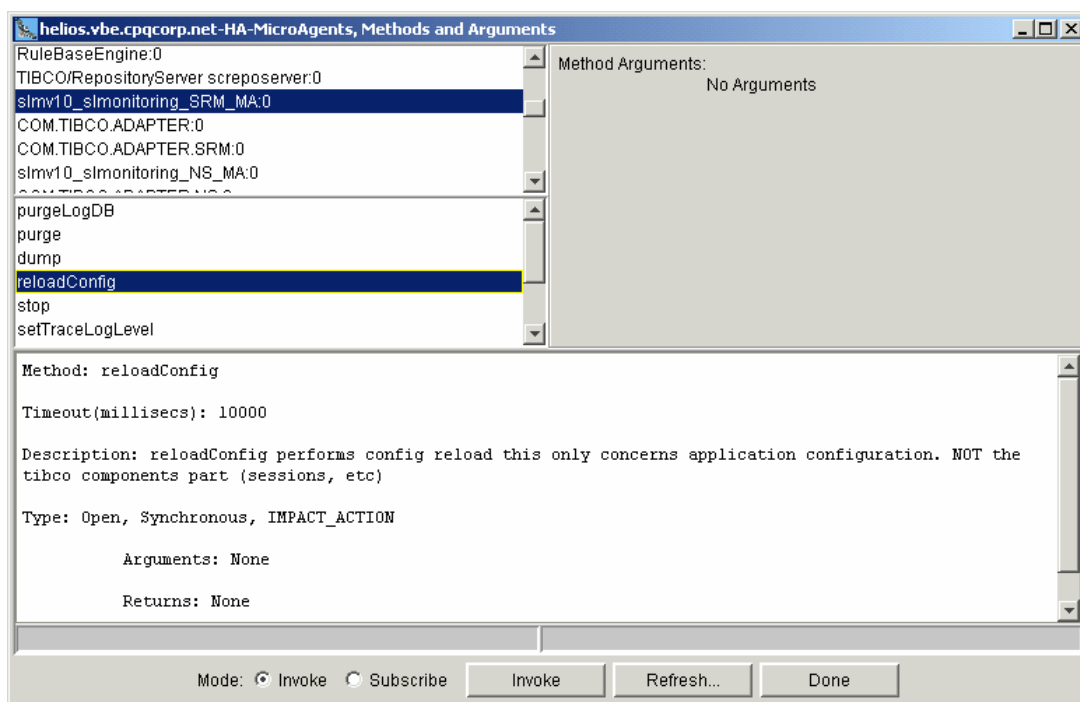 helios.vbe.cpqcorp.net-HA-MicroAgents, Methods and Arguments
RuleBaseEngine:0
TIBCO/RepositoryServer screposerver:0
slmv10_slmonitoring_SRM_MA:0
COM.TIBCO.ADAPTER:0
COM.TIBCO.ADAPTER.SRM:0
slmv10_slmonitoring_NS_MA:0
Method Arguments:
No Arguments
purgeLogDB
purge
dump
reloadConfig
stop
setTraceLogLevel
Method: reloadConfig
Timeout(millisecs): 10000
Description: reloadConfig performs config reload this only concerns application configuration. NOT the
tibco components part (sessions, etc)
Type: Open, Synchronous, IMPACT_ACTION
Arguments: None
Returns: None
Mode: Invoke Subscribe Invoke Refresh... Done